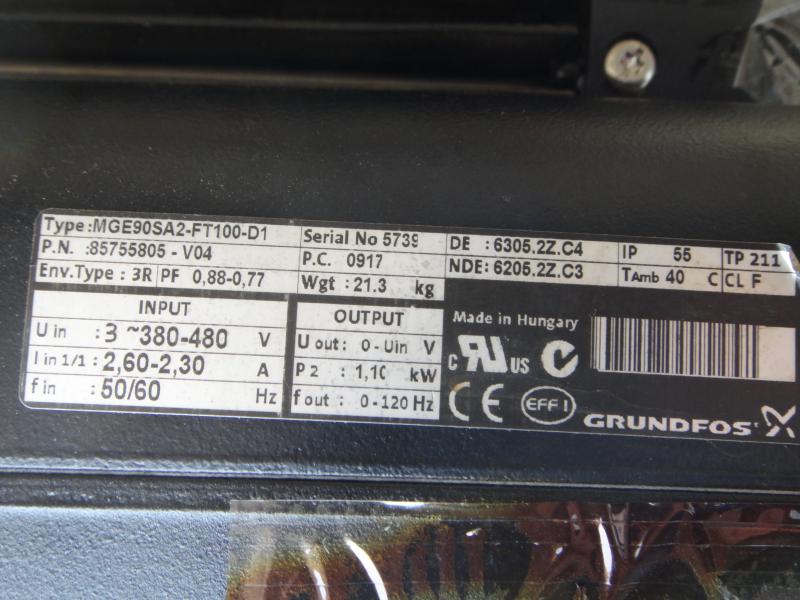 Type:MGE90SA2-FT100-D1
P.N. :85755805 - V04
Env.Type : 3R PF 0,88-0,77
Serial No 5739
P.C. 0917
Wgt : 21.3 kg
DE : 6305.2Z.C4
NDE: 6205.2Z.C3
IP 55 TP 211
TAmb 40 C CL F
INPUT
U in : 3 ~380-480 V
I in 1/1 : 2,60-2,30 A
f in : 50/60 Hz
OUTPUT
U out : 0 - Uin V
P 2 : 1,10 kW
f out : 0-120 Hz
Made in Hungary
c RU US
CE EFF 1
GRUNDFOS